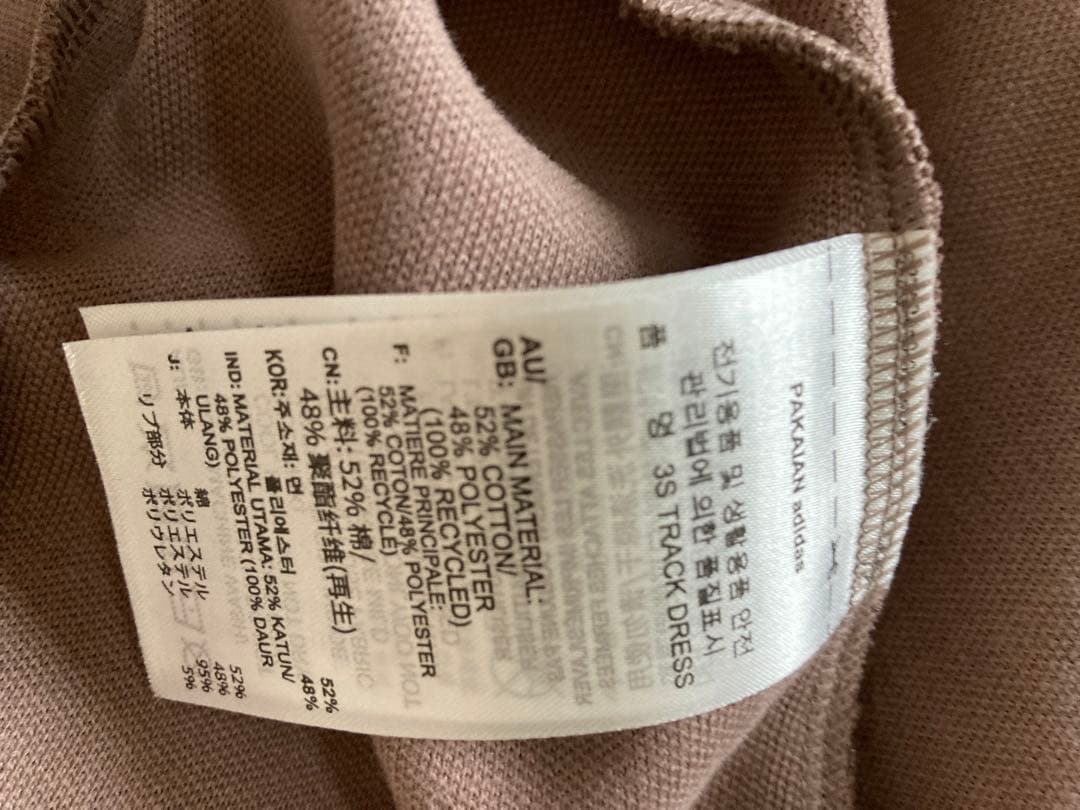 PAKAIAN adidas
전기용품 및 생활용품 안전
관리법에 의한 품질표시
품 명 3S TRACK DRESS
AU/
GB: MAIN MATERIAL:
52% COTTON/
48% POLYESTER
(100% RECYCLED)
F: MATIERE PRINCIPALE:
52% COTON/48% POLYESTER
(100% RECYCLE)
CN:主料: 52% 棉/
48% 聚酯纤维(再生)
KOR:주소재: 면 52%
폴리에스터 48%
IND: MATERIAL UTAMA: 52% KATUN/
48% POLYESTER (100% DAUR
ULANG)
J: 本体 綿 52%
ポリエステル 48%
リブ部分 ポリエステル 95%
ポリウレタン 5%